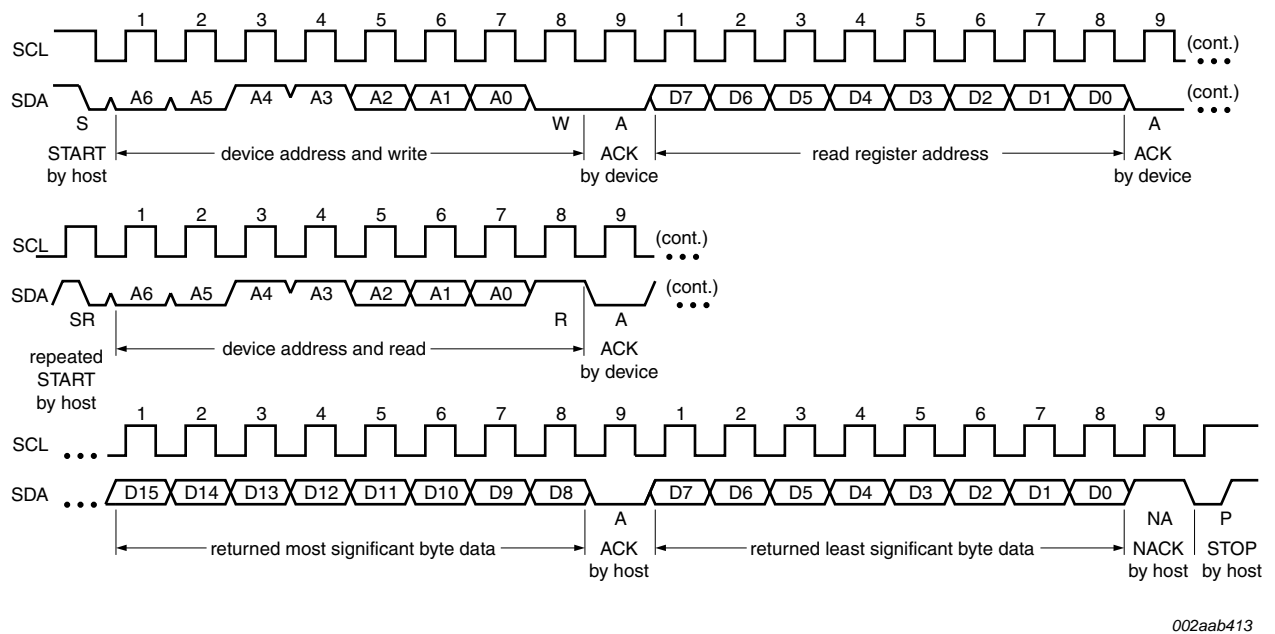 1 2 3 4 5 6 7 8 9 1 2 3 4 5 6 7 8 9
SCL (cont.)
SDA A6 A5 A4 A3 A2 A1 A0 D7 D6 D5 D4 D3 D2 D1 D0 (cont.)
S W A A
START by host
device address and write
ACK by device
read register address
ACK by device
1 2 3 4 5 6 7 8 9
SCL (cont.)
SDA A6 A5 A4 A3 A2 A1 A0 (cont.)
SR R A
repeated START by host
device address and read
ACK by device
1 2 3 4 5 6 7 8 9 1 2 3 4 5 6 7 8 9
SCL
SDA D15 D14 D13 D12 D11 D10 D9 D8 D7 D6 D5 D4 D3 D2 D1 D0
A NA P
returned most significant byte data
ACK by host
returned least significant byte data
NACK by host
STOP by host
002aab413